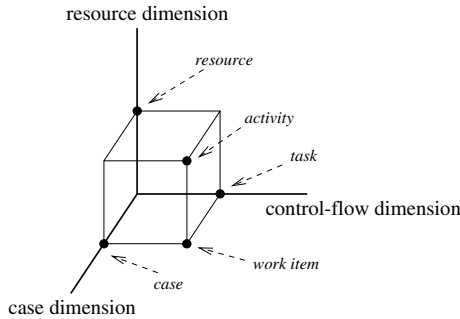 resource dimension
resource
activity
task
control-flow dimension
work item
case
case dimension